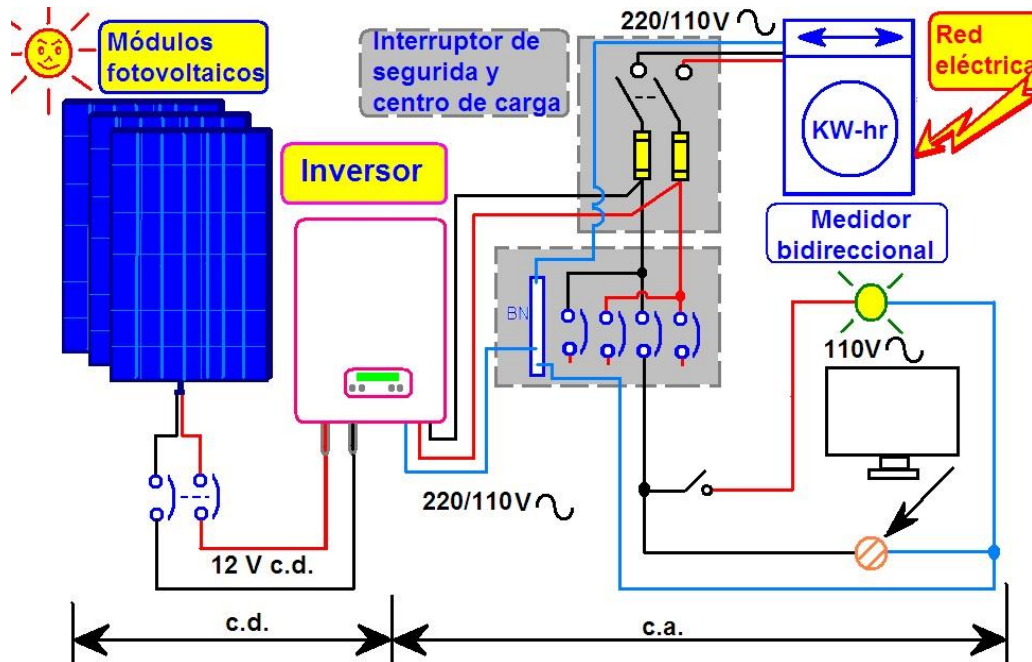 Módulos
fotovoltaicos
Interruptor de
segurida y
centro de carga
220/110V
Red
eléctrica
KW-hr
Inversor
Medidor
bidireccional
BN
110V
220/110V
12 V c.d.
c.d.
c.a.